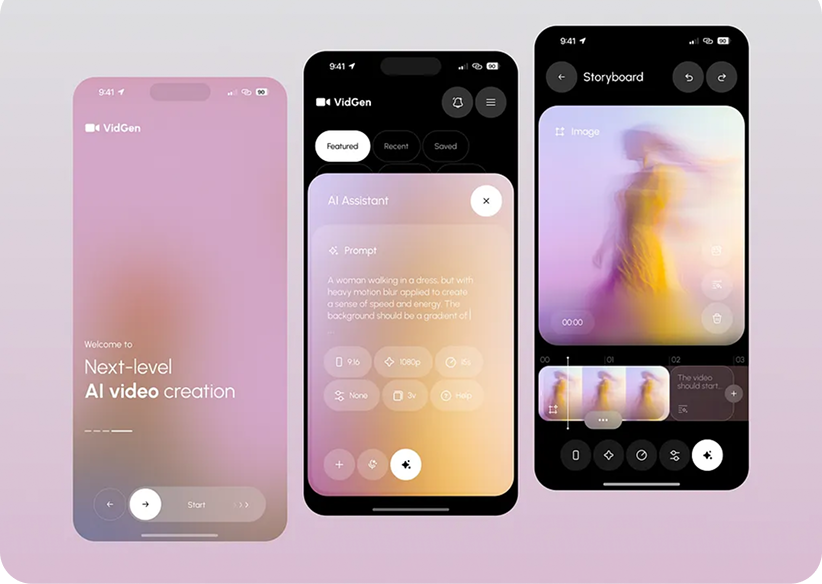 9:41
90
VidGen
Welcome to
Next-level
AI video creation
Start
9:41
90
VidGen
Featured
Recent
Saved
AI Assistant
Prompt
A woman walking in a dress, but with
heavy motion blur applied to create
a sense of speed and energy. The
background should be a gradient of
...
9:16
1080p
None
3v
Help
9:41
90
Storyboard
Image
00:00
00
01
02
03
The video
should start...